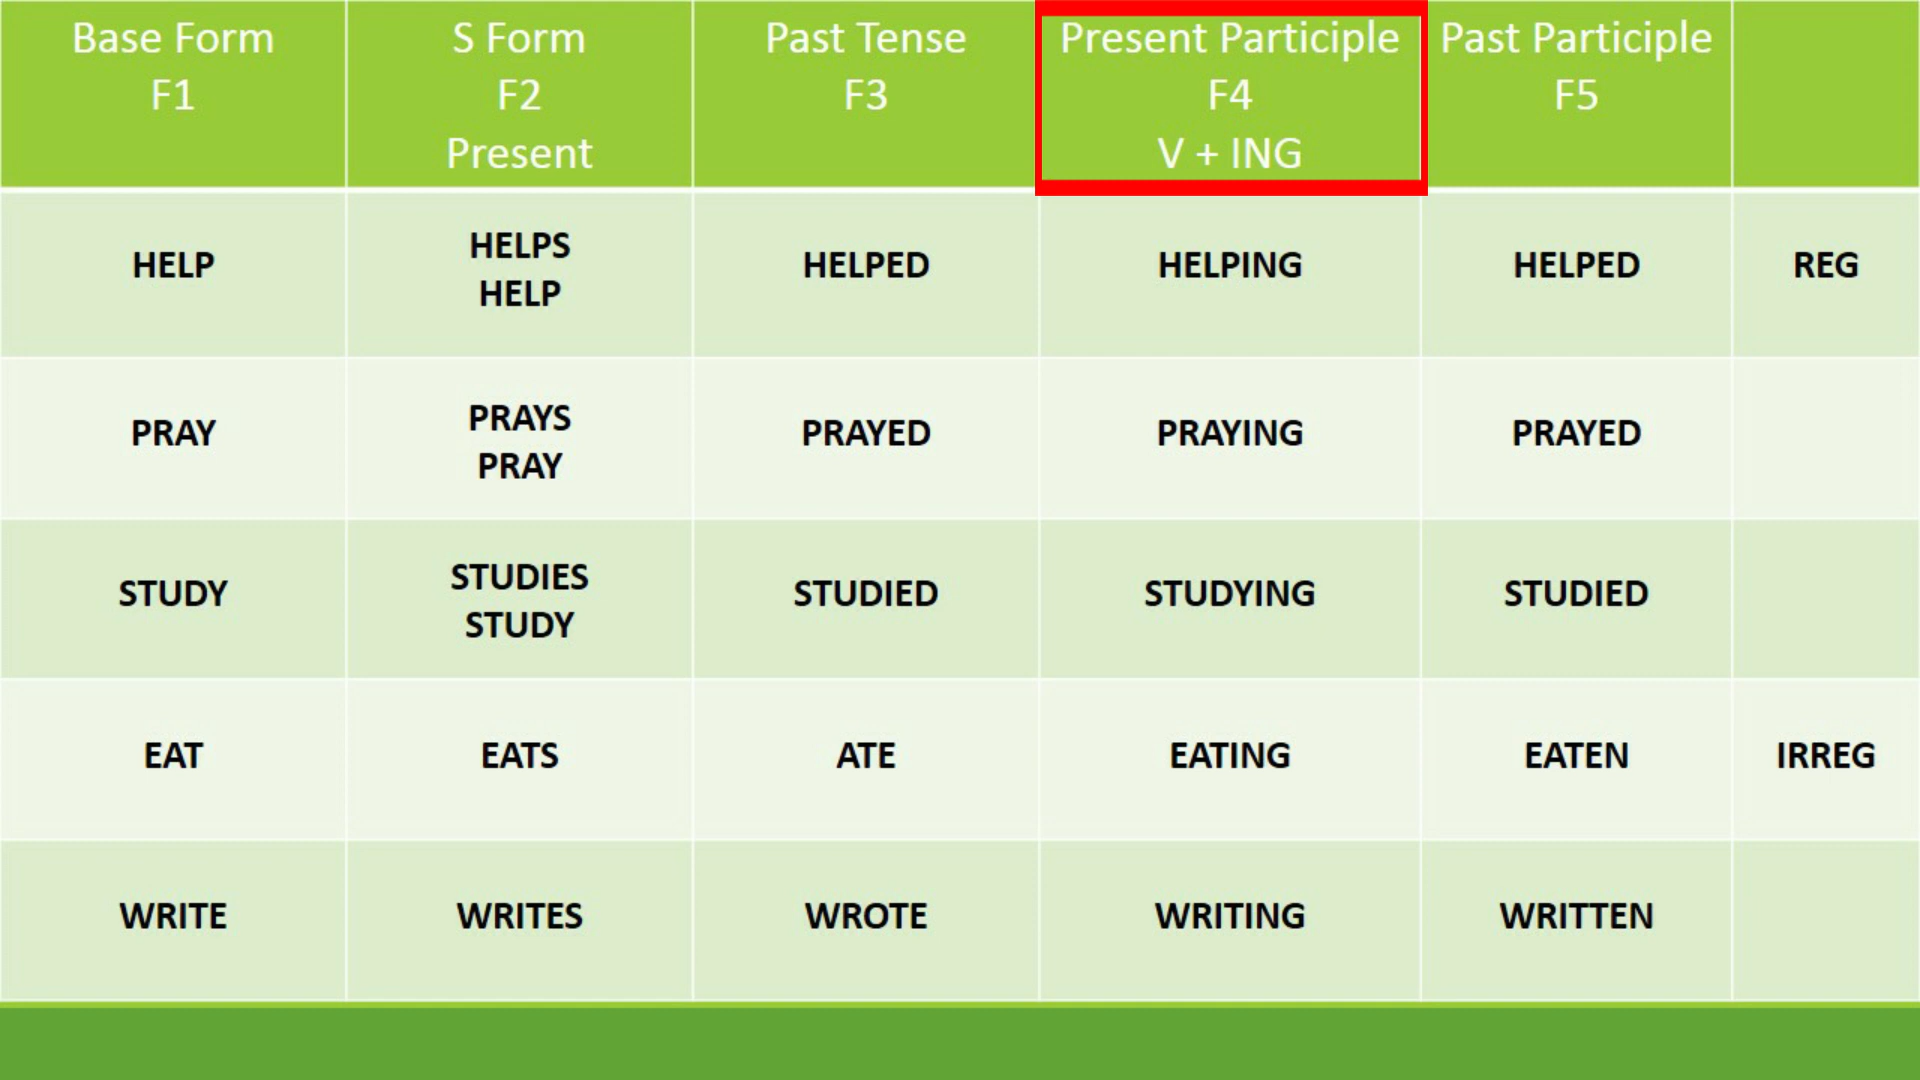 Base Form
F1
S Form
F2
Present
Past Tense
F3
Present Participle
F4
V + ING
Past Participle
F5
HELP
HELPS
HELP
HELPED
HELPING
HELPED
REG
PRAY
PRAYS
PRAY
PRAYED
PRAYING
PRAYED
STUDY
STUDIES
STUDY
STUDIED
STUDYING
STUDIED
EAT
EATS
ATE
EATING
EATEN
IRREG
WRITE
WRITES
WROTE
WRITING
WRITTEN